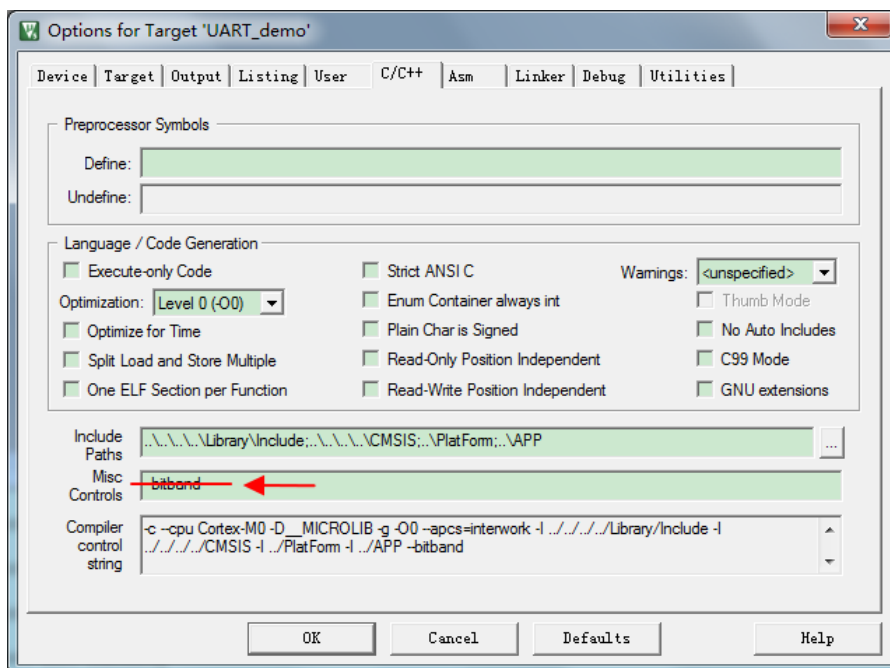 Options for Target 'UART_demo'
Device Target Output Listing User C/C++ Asm Linker Debug Utilities
Preprocessor Symbols
Define:
Undefine:
Language / Code Generation
Execute-only Code Strict ANSI C Warnings: <unspecified>
Optimization: Level 0 (-O0) Enum Container always int Thumb Mode
Optimize for Time Plain Char is Signed No Auto Includes
Split Load and Store Multiple Read-Only Position Independent C99 Mode
One ELF Section per Function Read-Write Position Independent GNU extensions
Include Paths ..\..\..\..\Library\Include;..\..\..\..\CMSIS;..\PlatForm;..\APP ...
Misc Controls --bitband
Compiler control string -c --cpu Cortex-M0 -D__MICROLIB -g -O0 --apcs=interwork -I ../../../../Library/Include -I
../../../../CMSIS -I ../PlatForm -I ../APP --bitband
OK Cancel Defaults Help